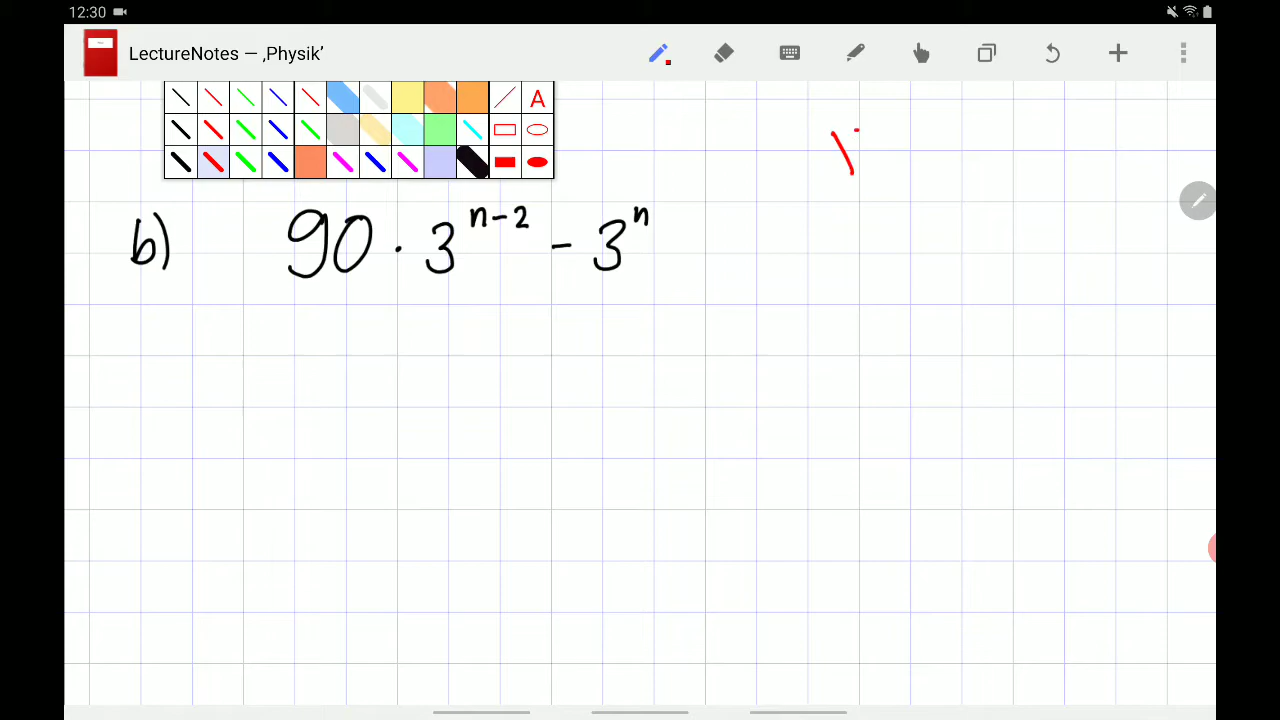 12:30
LectureNotes — ‚Physik’
A
b) 90 · 3^{n-2} - 3^{n}